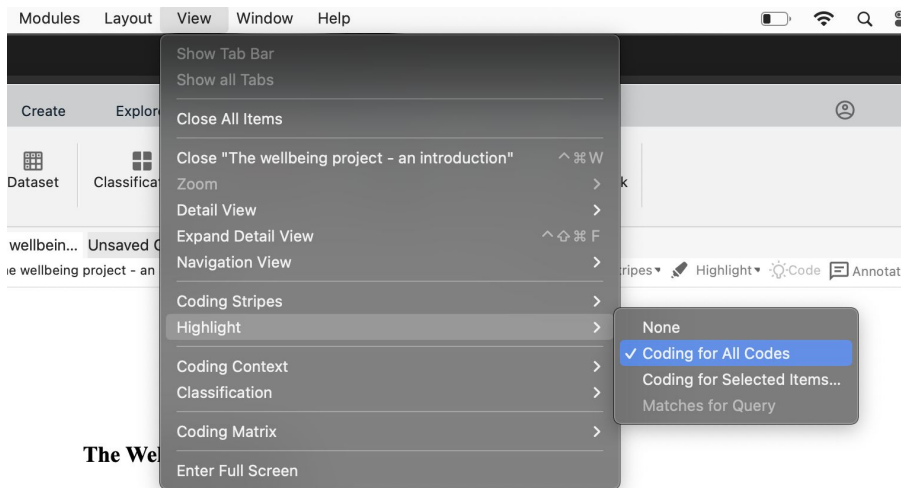 Modules Layout View Window Help
Show Tab Bar
Show all Tabs
Create Explor
Close All Items
Close "The wellbeing project - an introduction" ^⌘W
Dataset Classifica k
Zoom
Detail View
Expand Detail View ^⇧⌘F
wellbein... Unsaved
Navigation View
e wellbeing project - an ripes Highlight Code Annotat
Coding Stripes
Highlight
None
Coding for All Codes
Coding for Selected Items...
Matches for Query
Coding Context
Classification
Coding Matrix
The Wel
Enter Full Screen